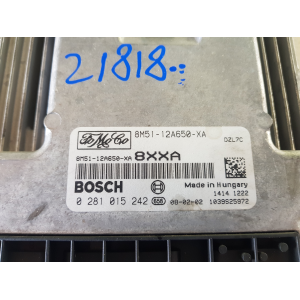 21818
FoMoCo 8M51-12A650-XA DZL7C
8M51-12A650-XA 8XXA
BOSCH Made in Hungary
1414 1222
0 281 015 242 08-02-02 1039S25972